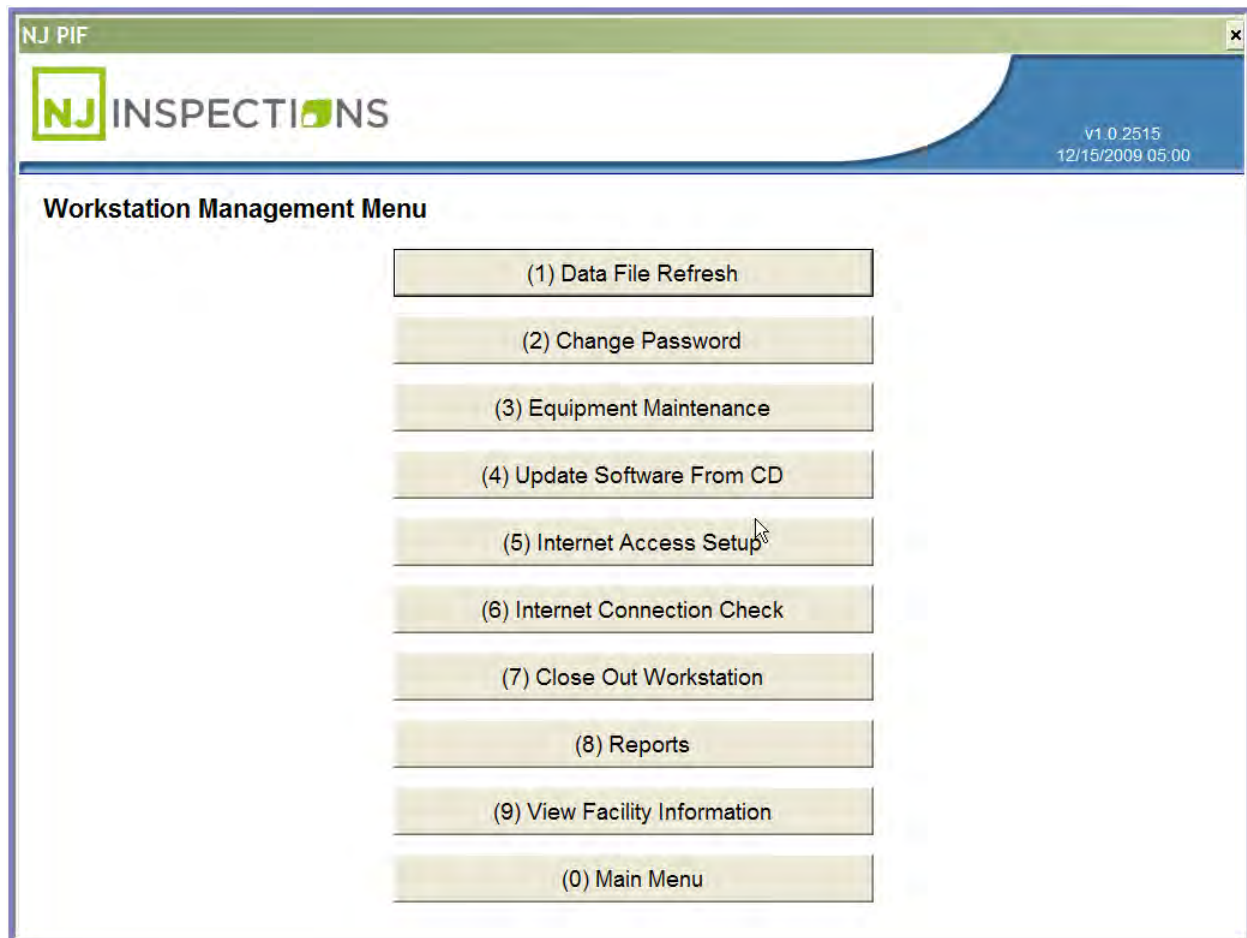 NJ PIF
NJ INSPECTIONS
v1.0.2515
12/15/2009 05:00
Workstation Management Menu
(1) Data File Refresh
(2) Change Password
(3) Equipment Maintenance
(4) Update Software From CD
(5) Internet Access Setup
(6) Internet Connection Check
(7) Close Out Workstation
(8) Reports
(9) View Facility Information
(0) Main Menu